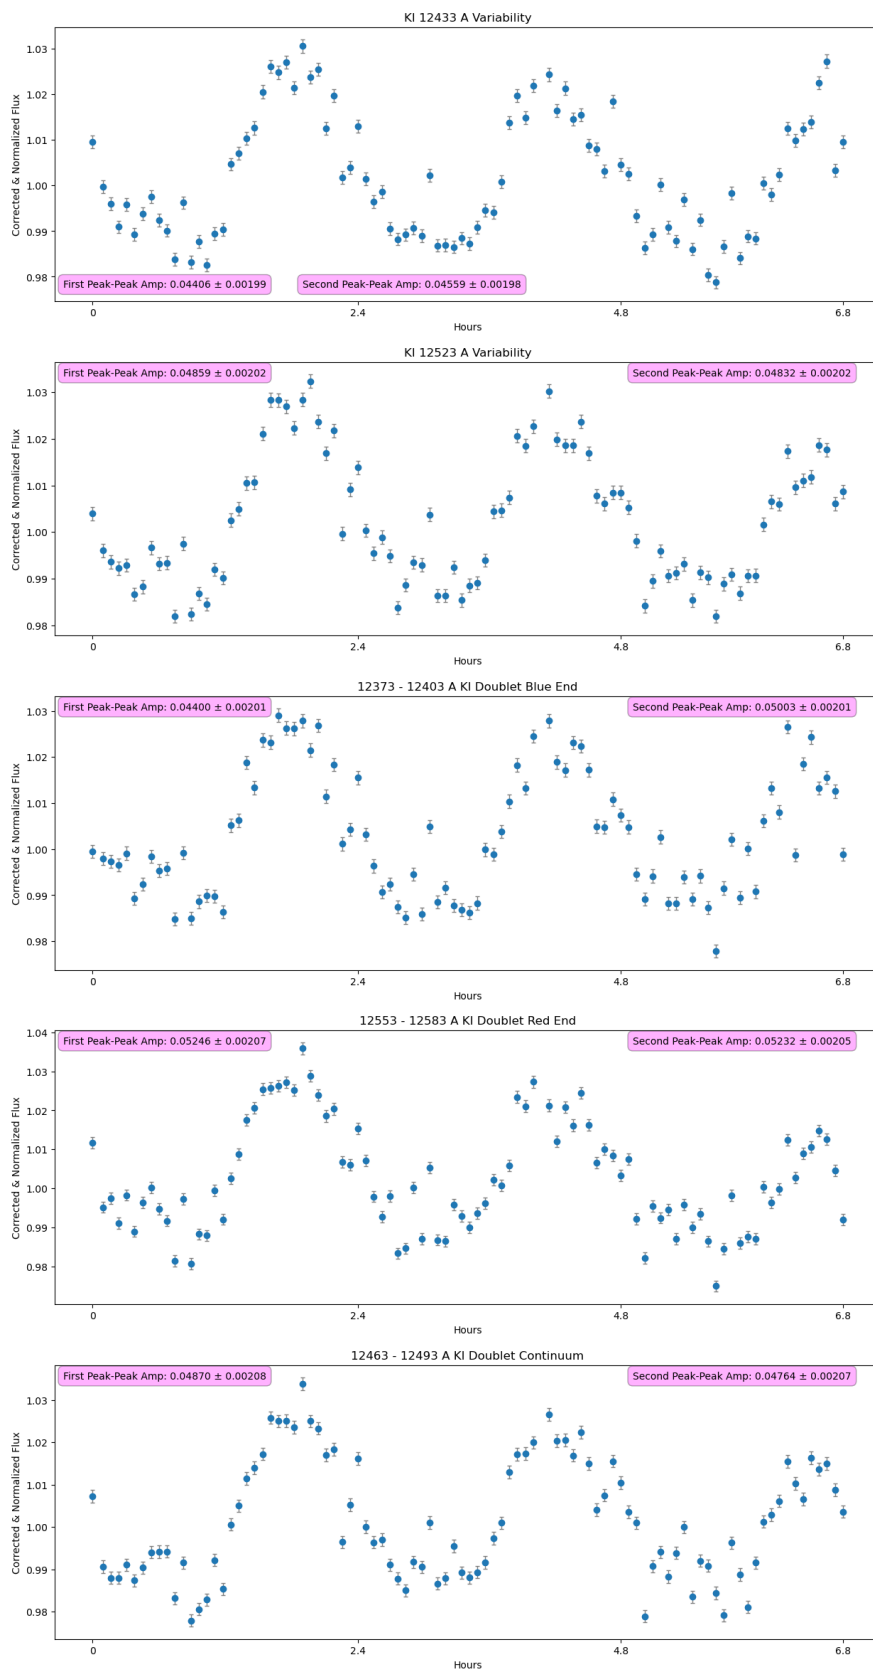 KI 12433 A Variability
1.03
1.02
1.01
1.00
0.99
0.98
Corrected & Normalized Flux
First Peak-Peak Amp: 0.04406 ± 0.00199
Second Peak-Peak Amp: 0.04559 ± 0.00198
0
2.4
4.8
6.8
Hours
KI 12523 A Variability
First Peak-Peak Amp: 0.04859 ± 0.00202
Second Peak-Peak Amp: 0.04832 ± 0.00202
1.03
1.02
1.01
1.00
0.99
0.98
Corrected & Normalized Flux
0
2.4
4.8
6.8
Hours
12373 - 12403 A KI Doublet Blue End
First Peak-Peak Amp: 0.04400 ± 0.00201
Second Peak-Peak Amp: 0.05003 ± 0.00201
1.03
1.02
1.01
1.00
0.99
0.98
Corrected & Normalized Flux
0
2.4
4.8
6.8
Hours
12553 - 12583 A KI Doublet Red End
First Peak-Peak Amp: 0.05246 ± 0.00207
Second Peak-Peak Amp: 0.05232 ± 0.00205
1.04
1.03
1.02
1.01
1.00
0.99
0.98
Corrected & Normalized Flux
0
2.4
4.8
6.8
Hours
12463 - 12493 A KI Doublet Continuum
First Peak-Peak Amp: 0.04870 ± 0.00208
Second Peak-Peak Amp: 0.04764 ± 0.00207
1.03
1.02
1.01
1.00
0.99
0.98
Corrected & Normalized Flux
0
2.4
4.8
6.8
Hours